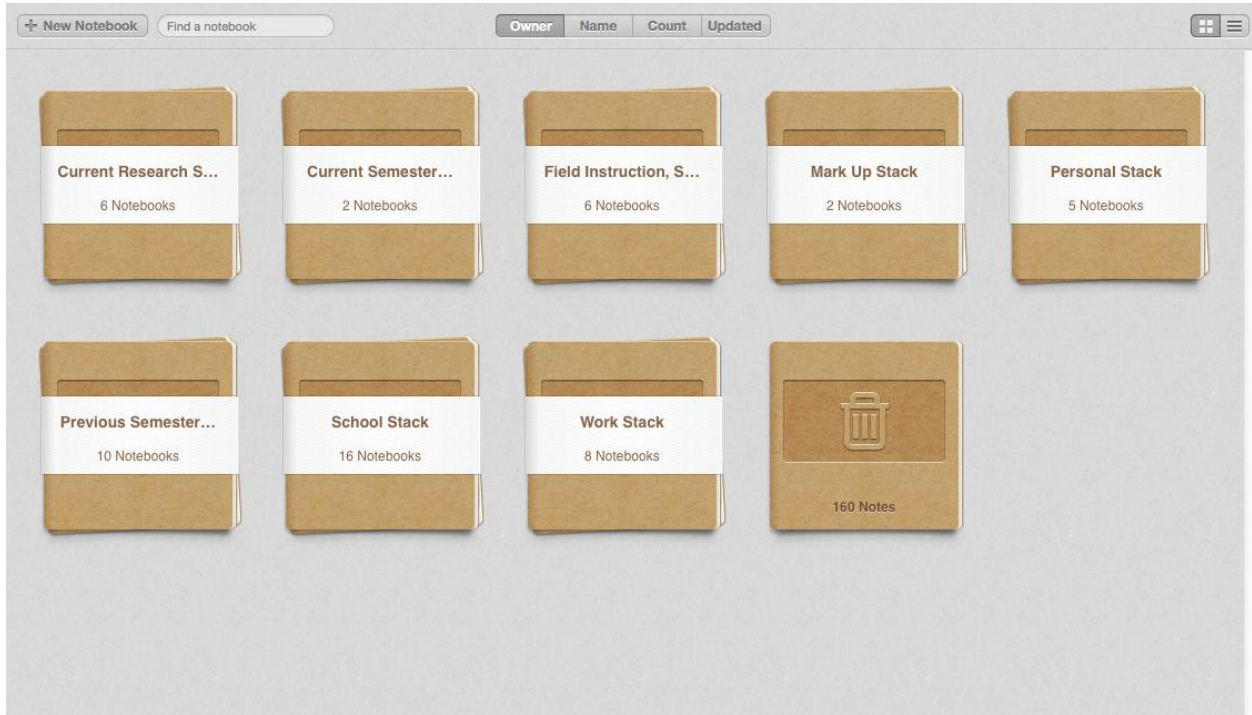 New Notebook
Find a notebook
Owner Name Count Updated
Current Research S...
6 Notebooks
Current Semester...
2 Notebooks
Field Instruction, S...
6 Notebooks
Mark Up Stack
2 Notebooks
Personal Stack
5 Notebooks
Previous Semester...
10 Notebooks
School Stack
16 Notebooks
Work Stack
8 Notebooks
160 Notes